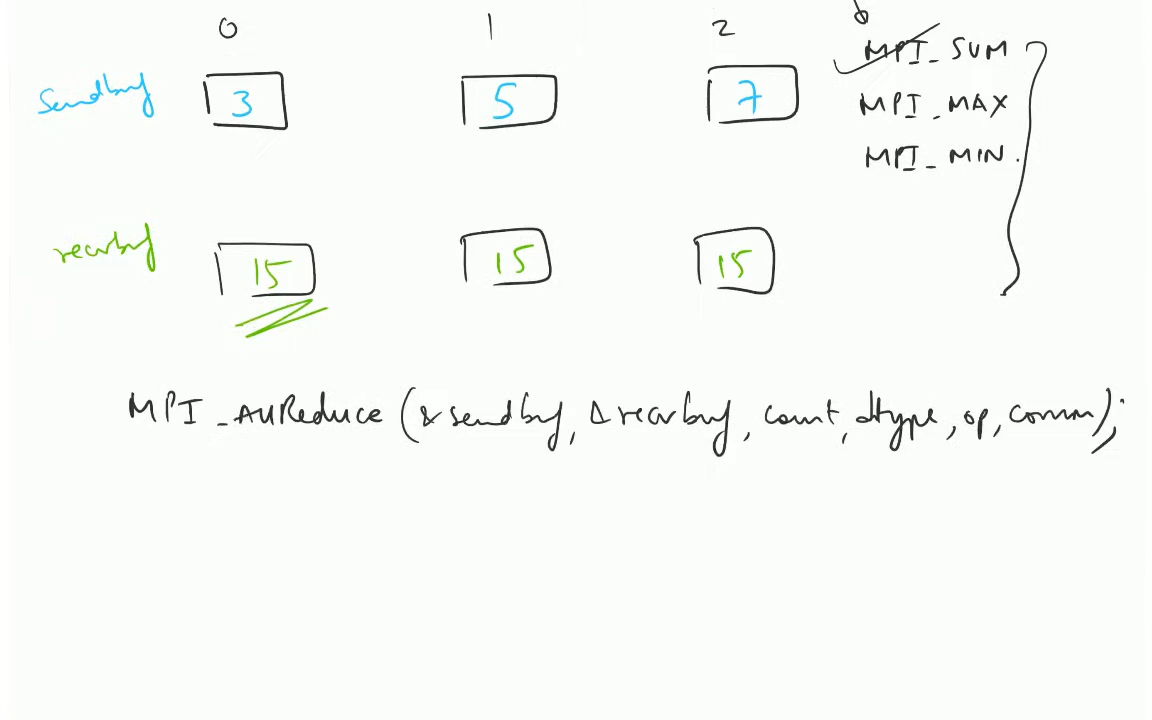 0 1 2
MPI_SUM
sendbuf 3 5 7
MPI_MAX
MPI_MIN.
recvbuf 15 15 15
MPI_AllReduce (&sendbuf, &recvbuf, count, dtype, op, comm);